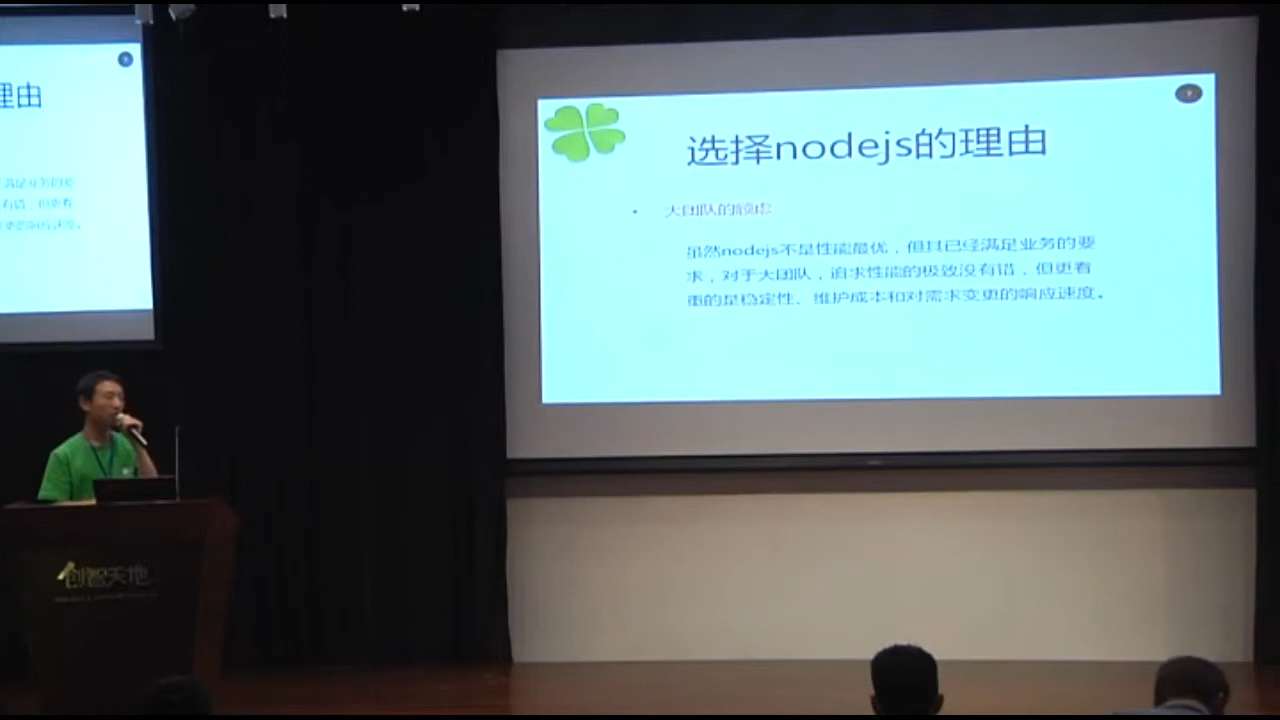 理由
选择nodejs的理由
• 大团队的顾虑
虽然nodejs不是性能最优，但其已经满足业务的要
求，对于大团队，追求性能的极致没有错，但更看
重的是稳定性、维护成本和对需求变更的响应速度。
创智天地